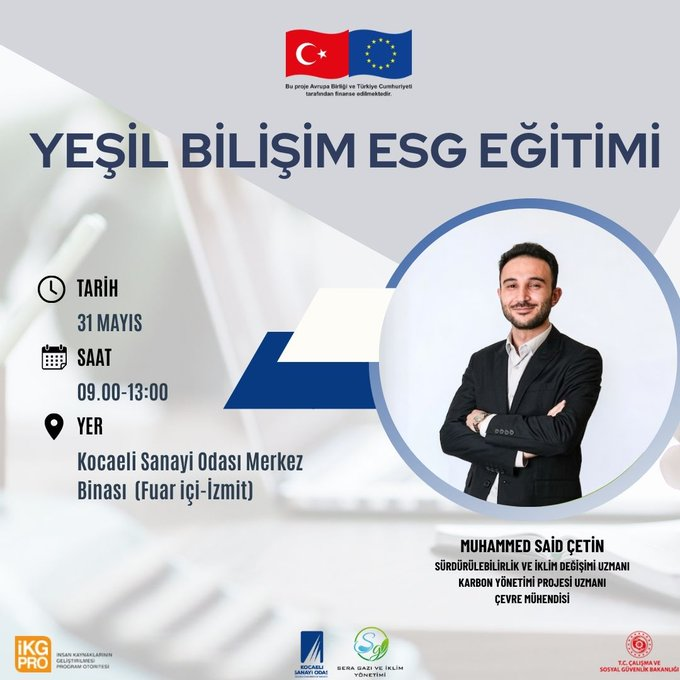 Bu proje Avrupa Birliği ve Türkiye Cumhuriyeti
tarafından finanse edilmektedir.
YEŞİL BİLİŞİM ESG EĞİTİMİ
TARİH
31 MAYIS
SAAT
09.00-13:00
YER
Kocaeli Sanayi Odası Merkez
Binası (Fuar içi-İzmit)
MUHAMMED SAİD ÇETİN
SÜRDÜRÜLEBİLİRLİK VE İKLİM DEĞİŞİMİ UZMANI
KARBON YÖNETİMİ PROJESİ UZMANI
ÇEVRE MÜHENDİSİ
iKG
PRO
İNSAN KAYNAKLARININ
GELİŞTİRİLMESİ
PROGRAM OTORİTESİ
KOCAELİ
SANAYİ ODASI
Sg
SERA GAZI VE İKLİM
YÖNETİMİ
T.C. ÇALIŞMA VE
SOSYAL GÜVENLİK BAKANLIĞI